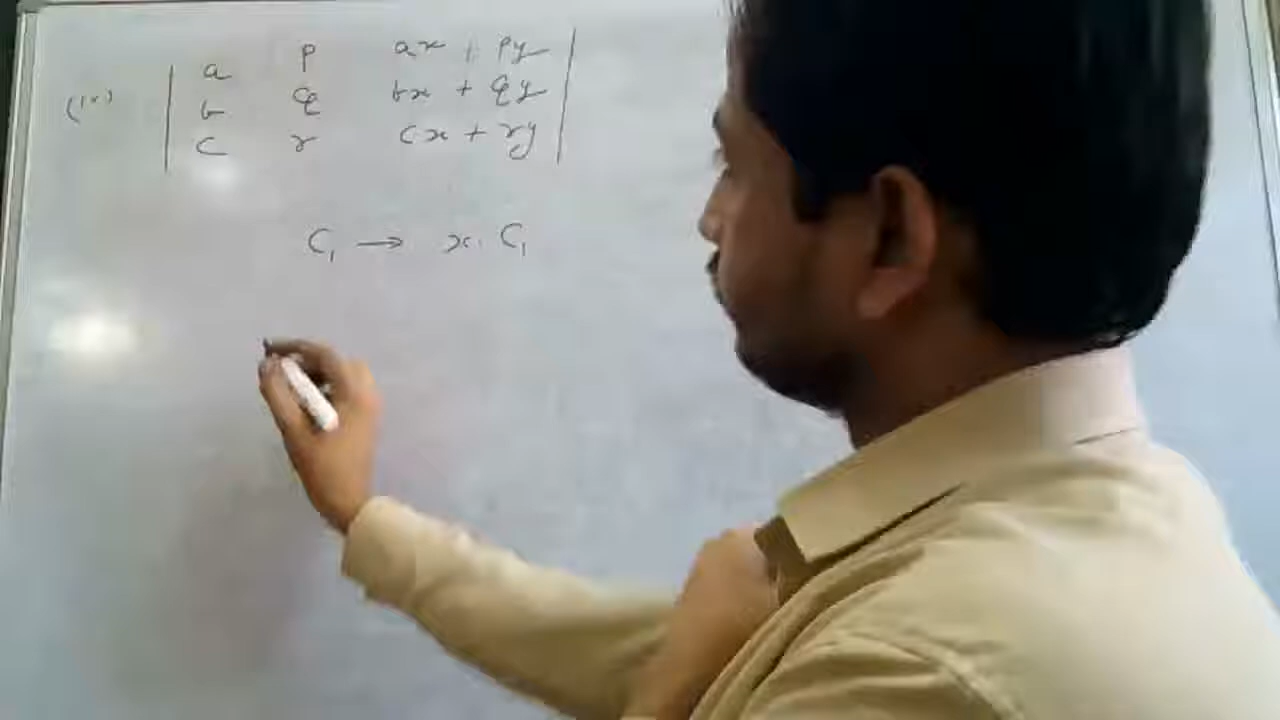 (iv) | a p ax + py |
| b q bx + qy |
| c r cx + ry |
C₁ → x. C₁